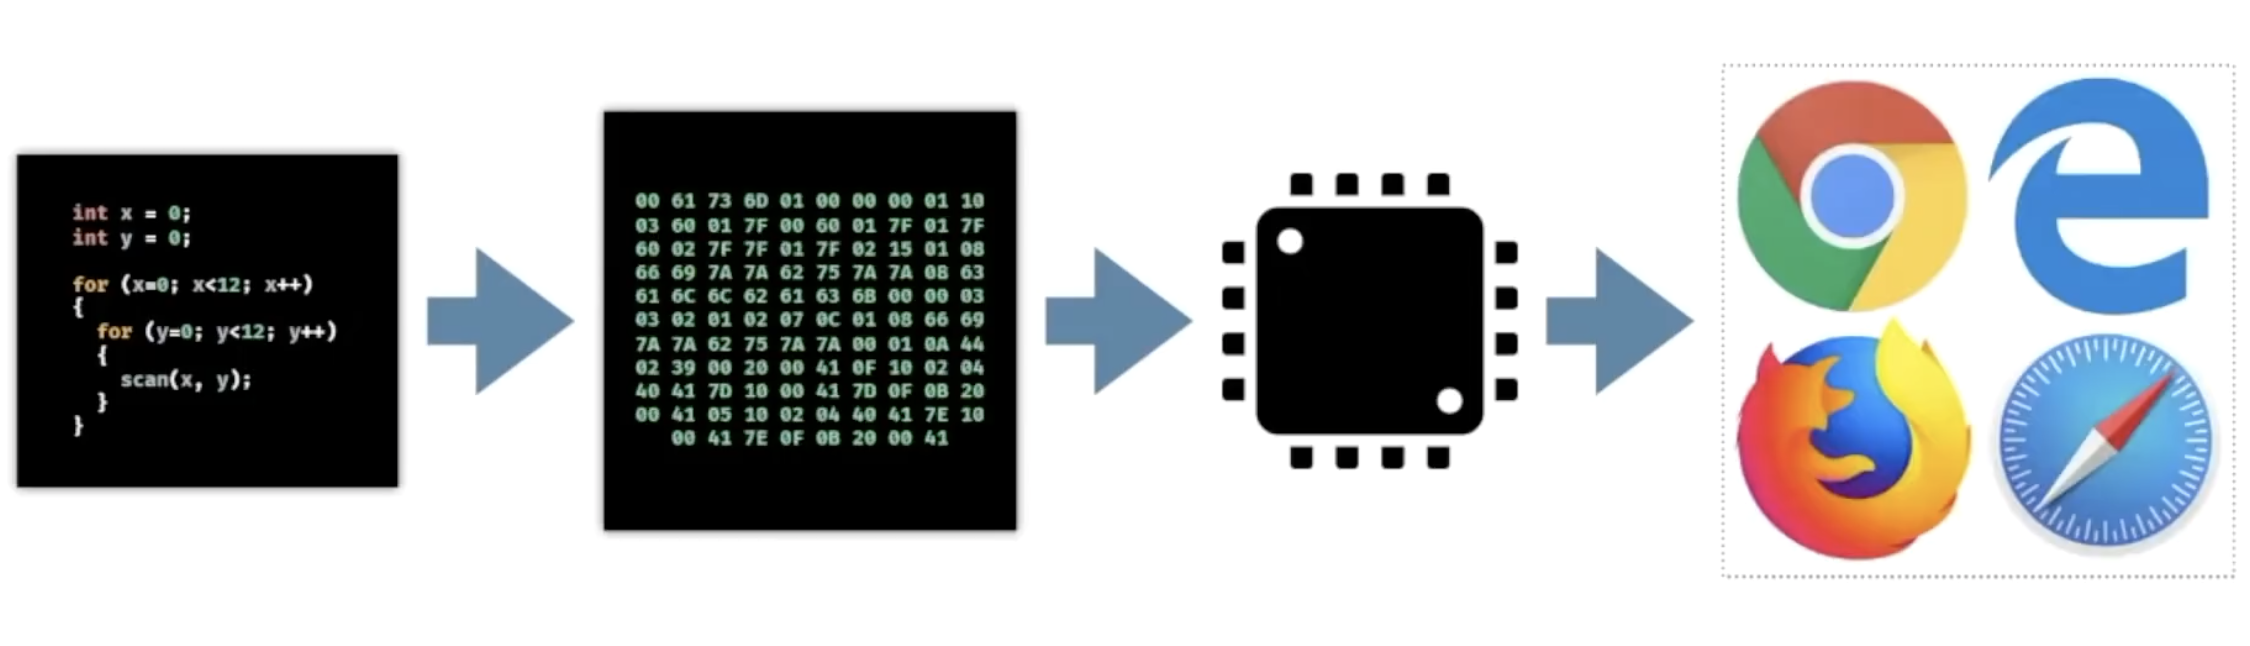 int x = 0;
int y = 0;
for (x=0; x<12; x++)
{
for (y=0; y<12; y++)
{
scan(x, y);
}
}
00 61 73 6D 01 00 00 00 01 10
03 60 01 7F 00 60 01 7F 01 7F
60 02 7F 7F 01 7F 02 15 01 08
66 69 7A 7A 62 75 7A 7A 08 63
61 6C 6C 62 61 63 6B 00 00 03
03 02 01 02 07 0C 01 08 66 69
7A 7A 62 75 7A 7A 00 01 0A 44
02 39 00 20 00 41 0F 10 02 04
40 41 7D 10 00 41 7D 0F 0B 20
00 41 05 10 02 04 40 41 7E 10
00 41 7E 0F 0B 20 00 41